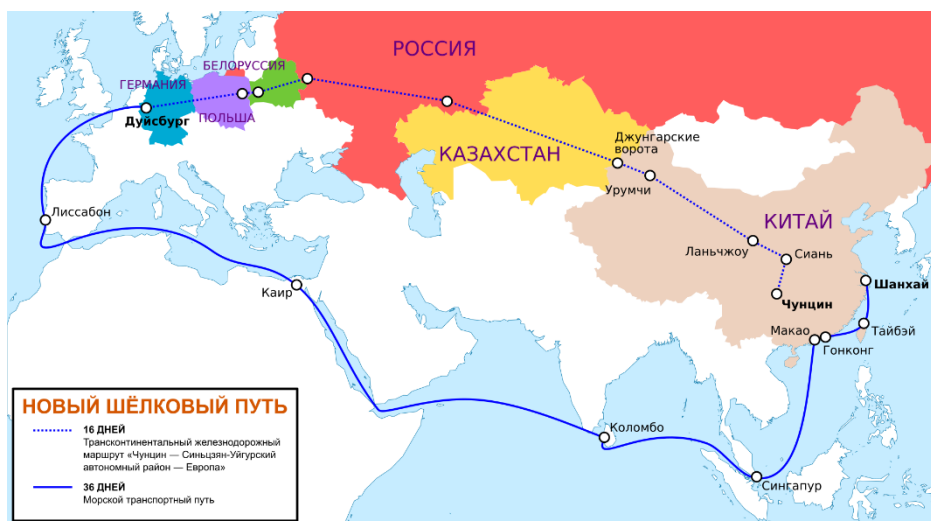 РОССИЯ
БЕЛОРУССИЯ
ГЕРМАНИЯ
ПОЛЬША
Дуйсбург
КАЗАХСТАН
Джунгарские
ворота
Урумчи
КИТАЙ
Лиссабон
Ланьчжоу
Сиань
Каир
Чунцин
Шанхай
Макао
Гонконг
Тайбэй
Коломбо
Сингапур
НОВЫЙ ШЁЛКОВЫЙ ПУТЬ
16 ДНЕЙ
Трансконтинентальный железнодорожный
маршрут «Чунцин — Синьцзян-Уйгурский
автономный район — Европа»
36 ДНЕЙ
Морской транспортный путь